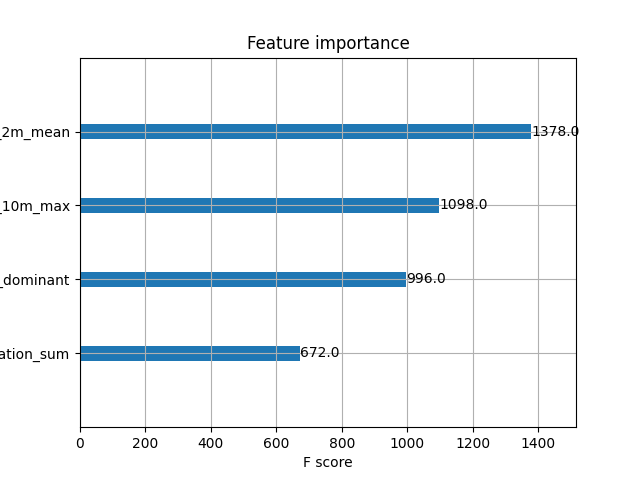 Feature importance
_2m_mean
1378.0
_10m_max
1098.0
_dominant
996.0
ation_sum
672.0
0 200 400 600 800 1000 1200 1400
F score